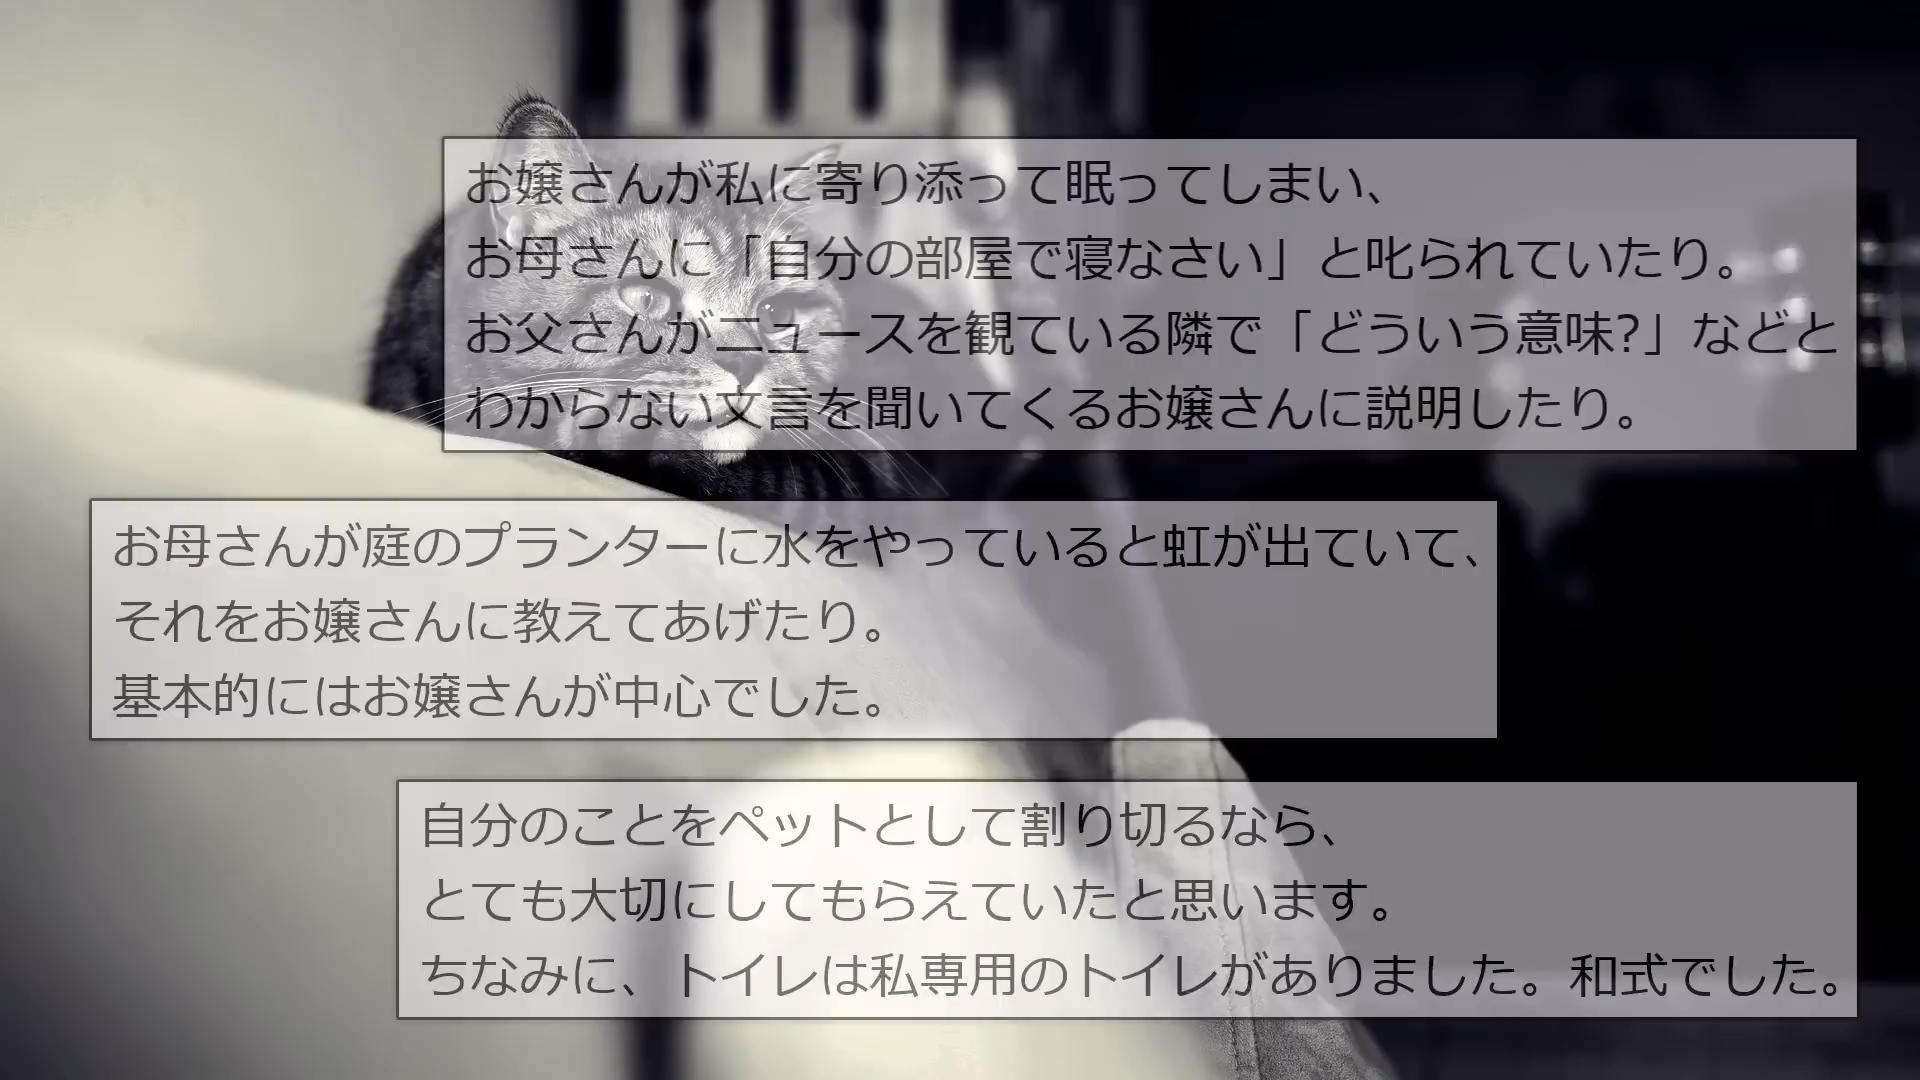 お嬢さんが私に寄り添って眠ってしまい、
お母さんに「自分の部屋で寝なさい」と叱られていたり。
お父さんがニュースを観ている隣で「どういう意味?」などと
わからない文言を聞いてくるお嬢さんに説明したり。
お母さんが庭のプランターに水をやっていると虹が出ていて、
それをお嬢さんに教えてあげたり。
基本的にはお嬢さんが中心でした。
自分のことをペットとして割り切るなら、
とても大切にしてもらえていたと思います。
ちなみに、トイレは私専用のトイレがありました。和式でした。